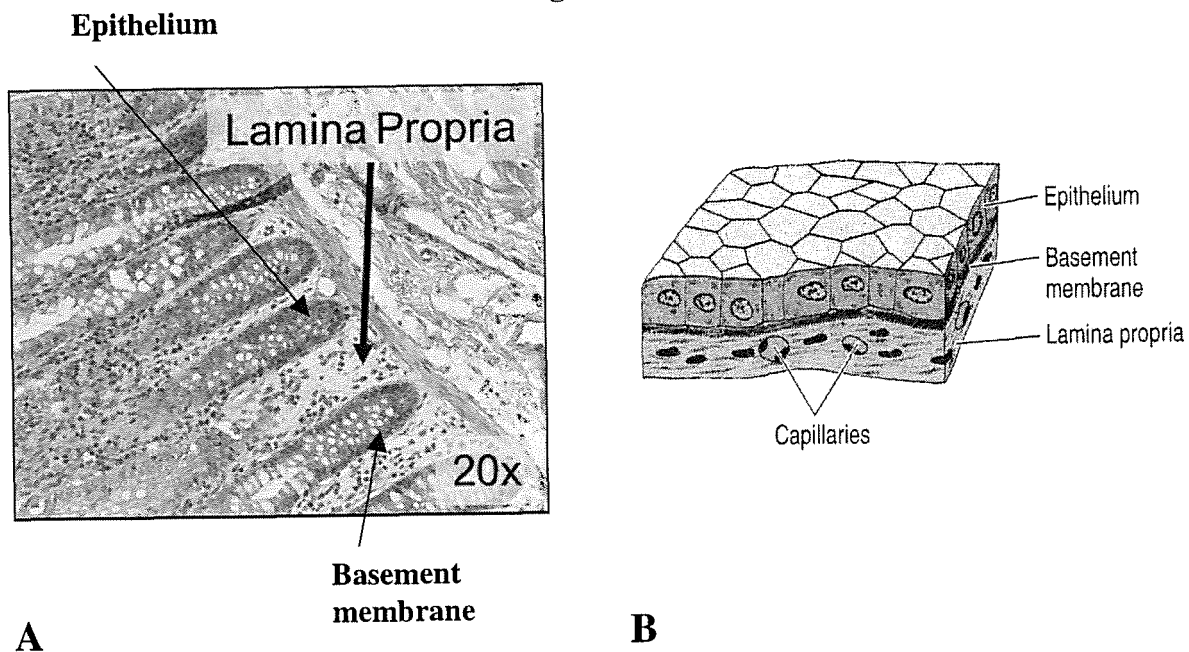 Epithelium
Lamina Propria
20x
Basement
membrane
A
Epithelium
Basement
membrane
Lamina propria
Capillaries
B